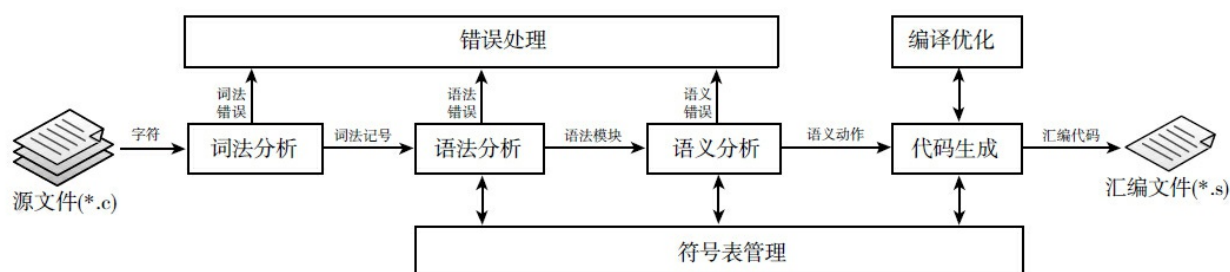 错误处理
编译优化
词法
错误
语法
错误
语义
错误
字符
词法分析
词法记号
语法分析
语法模块
语义分析
语义动作
代码生成
汇编代码
源文件(*.c)
汇编文件(*.s)
符号表管理